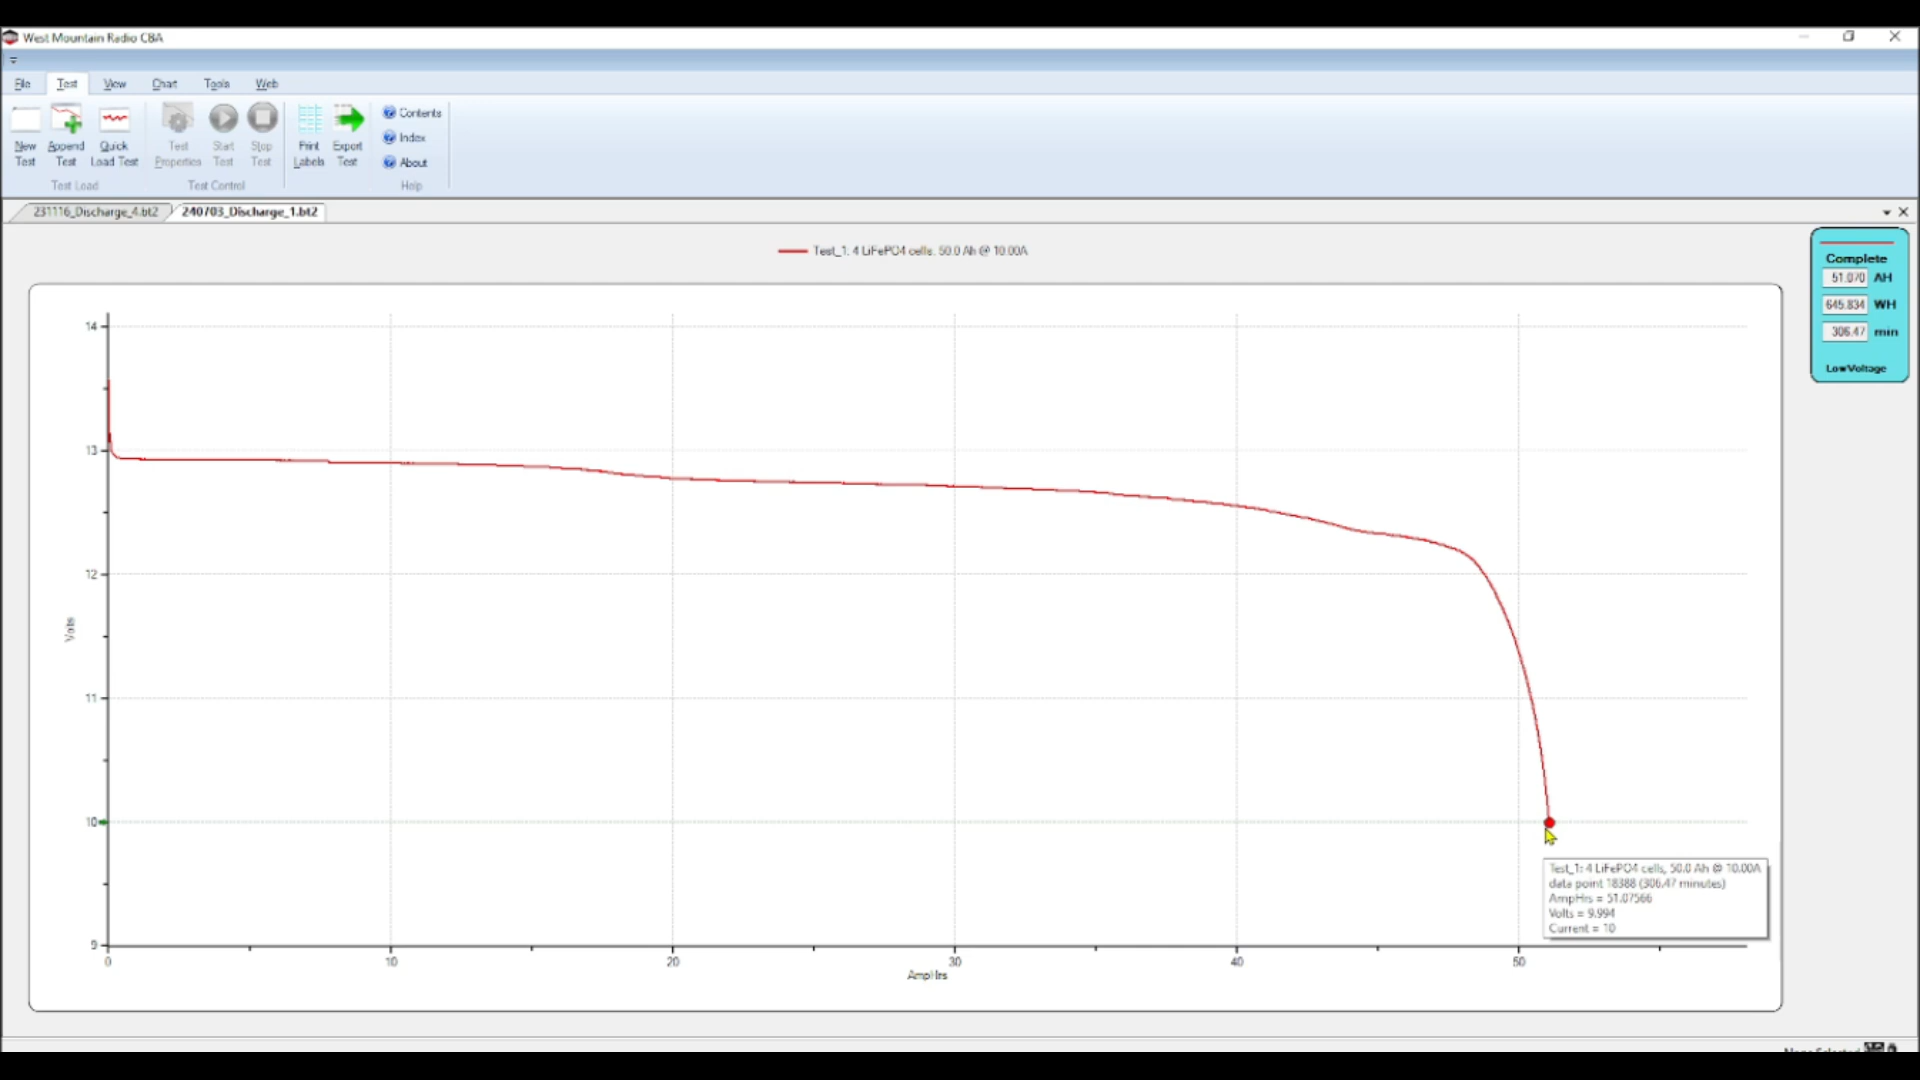 West Mountain Radio CBA
File Test View Chart Tools Web
New Test
Append Test
Quick Load Test
Test Properties
Start Test
Stop Test
Print Labels
Export Test
Contents
Index
About
Test Load
Test Control
Help
231116_Discharge_4.bt2
240703_Discharge_1.bt2
Test_1: 4 LiFePO4 cells, 50.0 Ah @ 10.00A
Complete
51.070 AH
645.834 WH
306.47 min
LowVoltage
14
13
12
Volts
11
10
9
0 10 20 30 40 50
AmpHrs
Test_1: 4 LiFePO4 cells, 50.0 Ah @ 10.00A
data point 18388 (306.47 minutes)
AmpHrs = 51.07566
Volts = 9.994
Current = 10